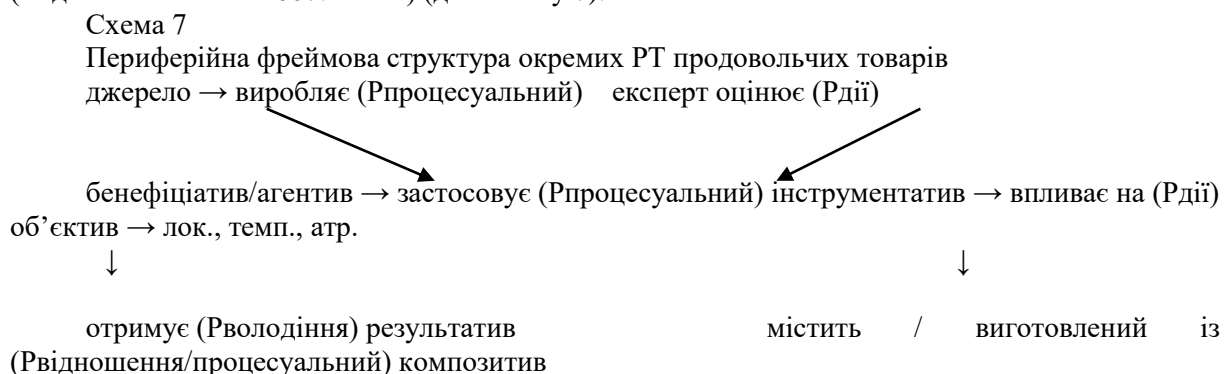 Схема 7
Периферійна фреймова структура окремих РТ продовольчих товарів
джерело → виробляє (Рпроцесуальний) експерт оцінює (Рдії)
бенефіціатив/агентив → застосовує (Рпроцесуальний) інструментатив → впливає на (Рдії)
об’єктив → лок., темп., атр.
↓ ↓
отримує (Рволодіння) результатив містить / виготовлений із
(Рвідношення/процесуальний) композитив